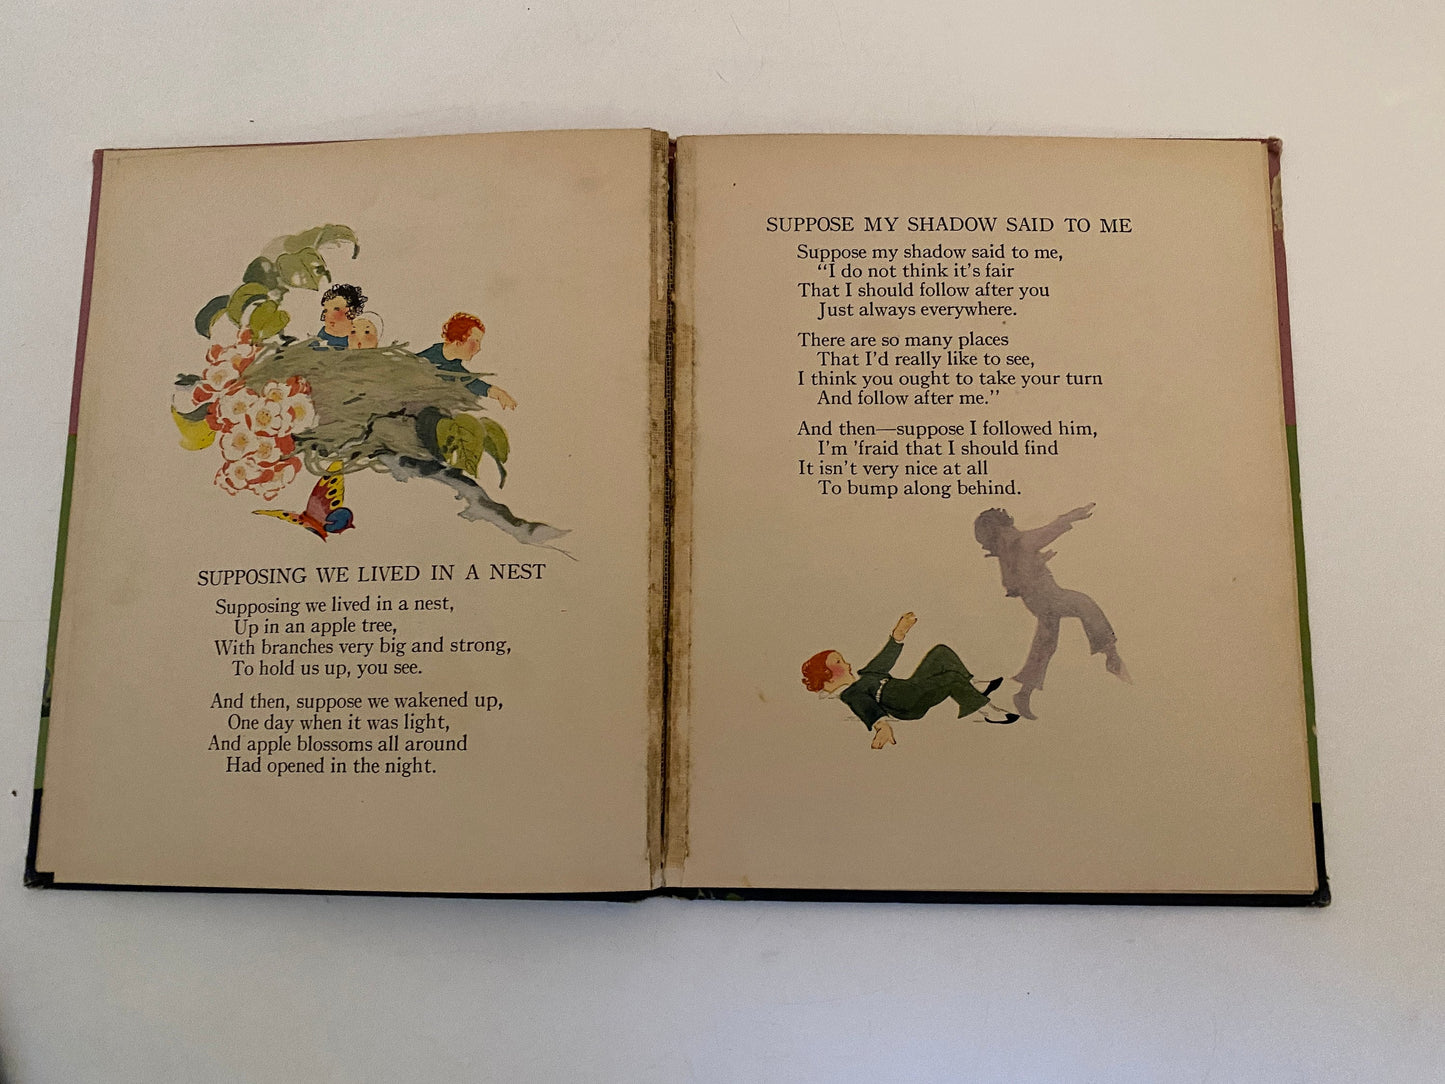 SUPPOSING WE LIVED IN A NEST
Supposing we lived in a nest,
Up in an apple tree,
With branches very big and strong,
To hold us up, you see.
And then, suppose we wakened up,
One day when it was light,
And apple blossoms all around
Had opened in the night.
SUPPOSE MY SHADOW SAID TO ME
Suppose my shadow said to me,
“I do not think it’s fair
That I should follow after you
Just always everywhere.
There are so many places
That I’d really like to see,
I think you ought to take your turn
And follow after me.”
And then—suppose I followed him,
I’m ’fraid that I should find
It isn’t very nice at all
To bump along behind.